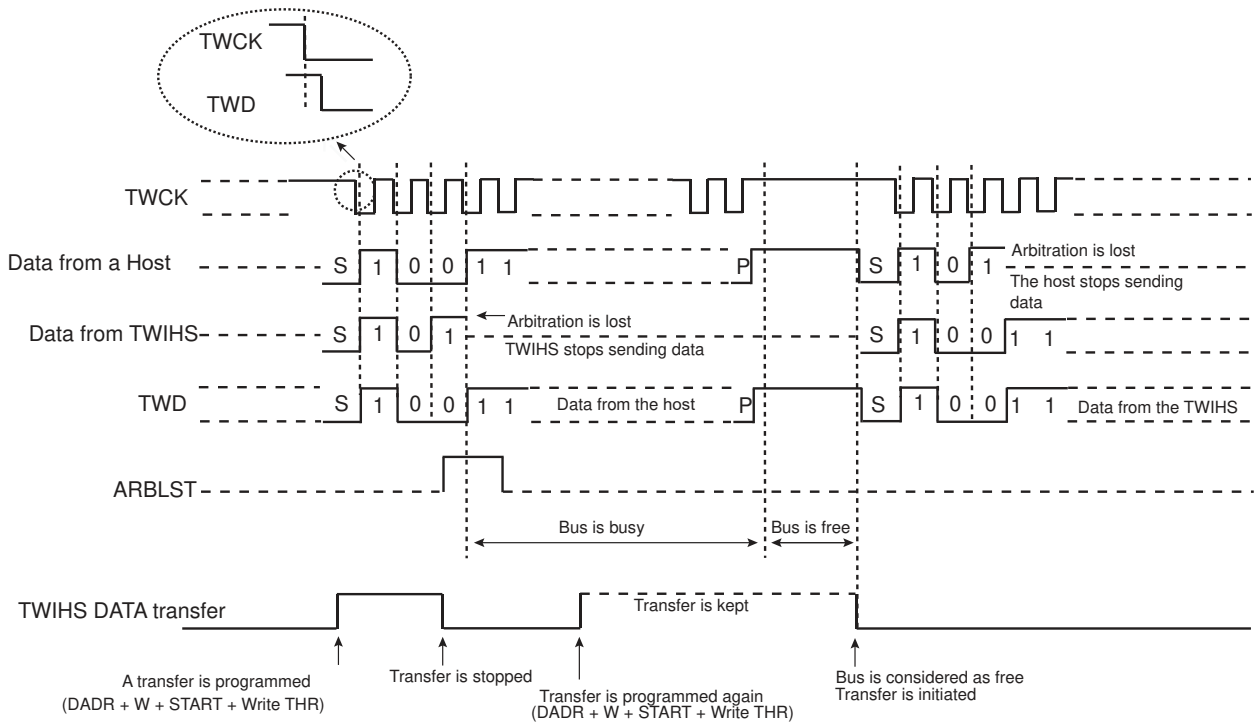 TWCK
TWD
TWCK
Data from a Host
S 1 0 0 1 1
P
S 1 0 1
Arbitration is lost
The host stops sending
data
Data from TWIHS
S 1 0 1
Arbitration is lost
TWIHS stops sending data
S 1 0 0 1 1
TWD
S 1 0 0 1 1
Data from the host
P
S 1 0 0 1 1
Data from the TWIHS
ARBLST
Bus is busy
Bus is free
TWIHS DATA transfer
Transfer is kept
A transfer is programmed
(DADR + W + START + Write THR)
Transfer is stopped
Transfer is programmed again
(DADR + W + START + Write THR)
Bus is considered as free
Transfer is initiated